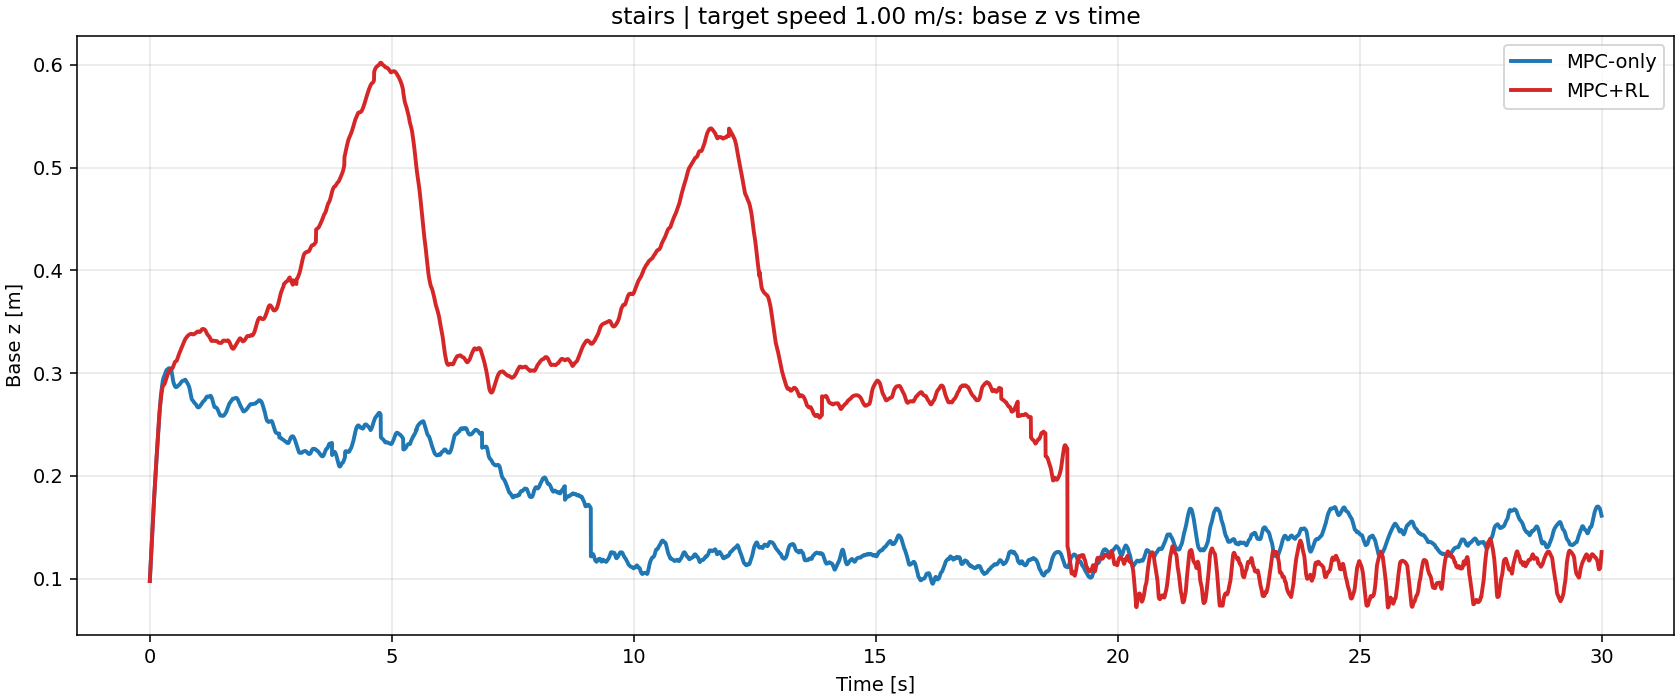 stairs | target speed 1.00 m/s: base z vs time
MPC-only
MPC+RL
Base z [m]
0.6
0.5
0.4
0.3
0.2
0.1
0 5 10 15 20 25 30
Time [s]